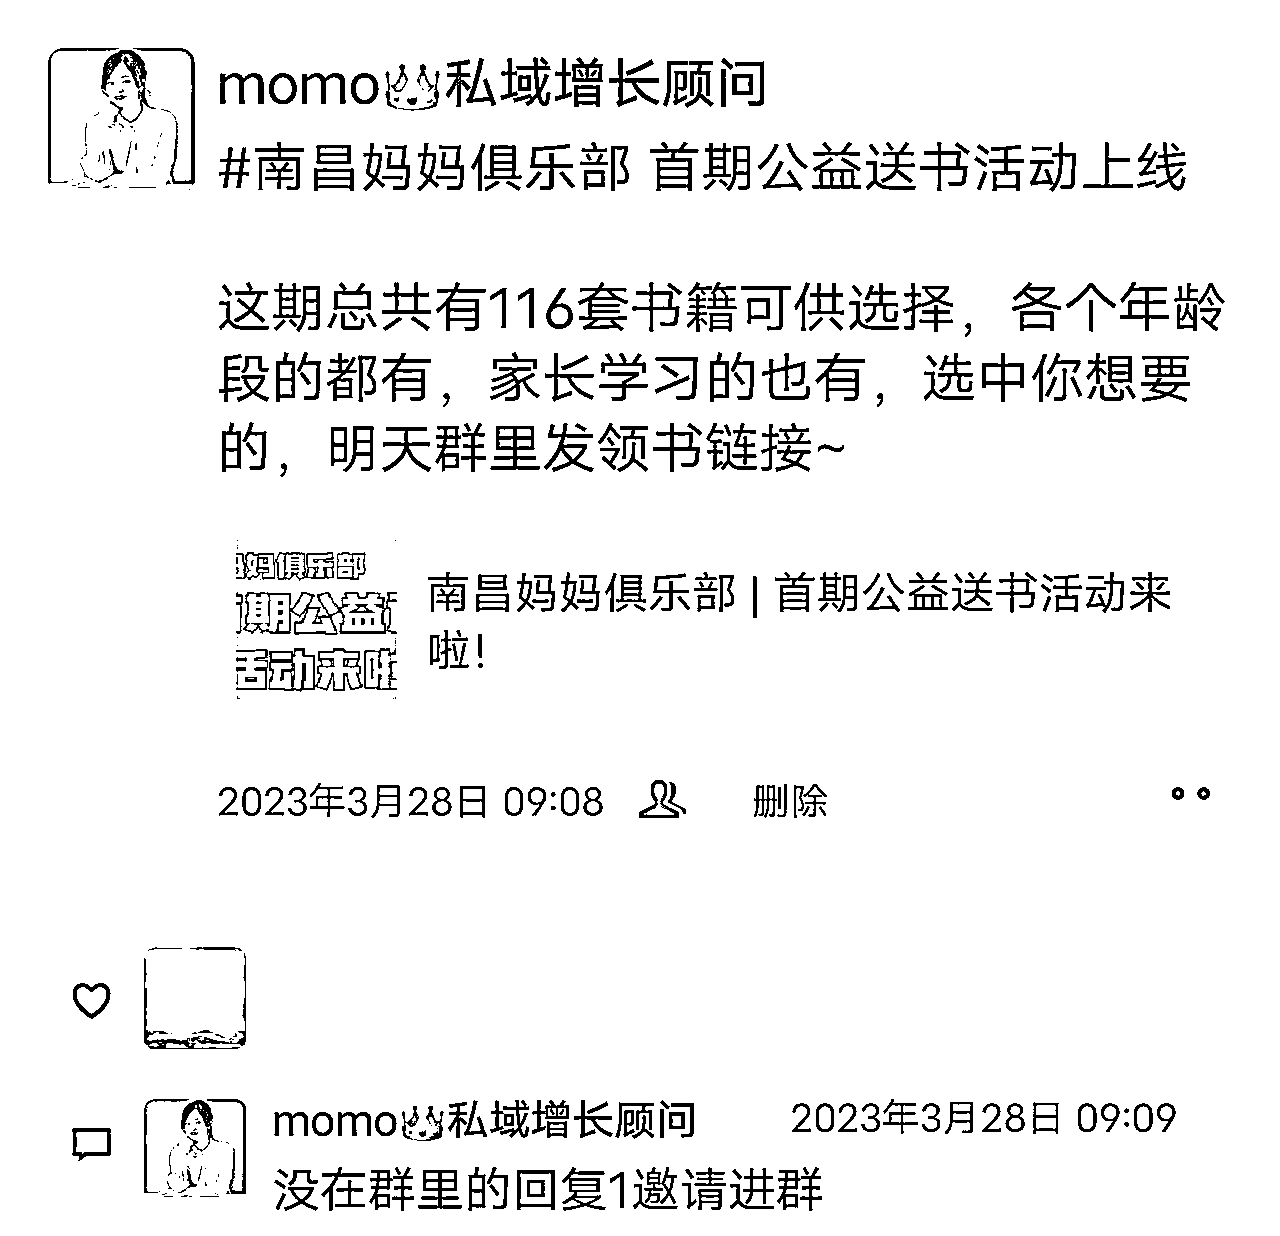 momo👑私域增长顾问
#南昌妈妈俱乐部 首期公益送书活动上线
这期总共有116套书籍可供选择，各个年龄
段的都有，家长学习的也有，选中你想要
的，明天群里发领书链接~
妈俱乐部
期公益
活动来啦
南昌妈妈俱乐部 | 首期公益送书活动来
啦！
2023年3月28日 09:08 删除
momo👑私域增长顾问 2023年3月28日 09:09
没在群里的回复1邀请进群